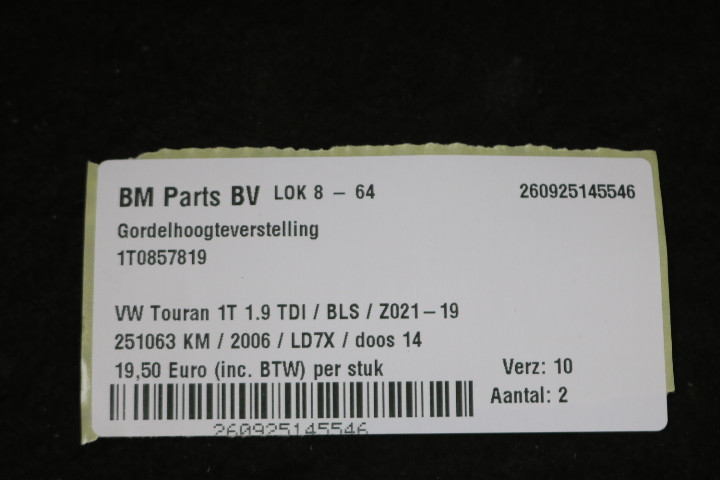 BM Parts BV LOK 8 - 64 260925145546
Gordelhoogteverstelling
1T0857819
VW Touran 1T 1.9 TDI / BLS / Z021-19
251063 KM / 2006 / LD7X / doos 14
19,50 Euro (inc. BTW) per stuk Verz: 10
Aantal: 2
260925145546